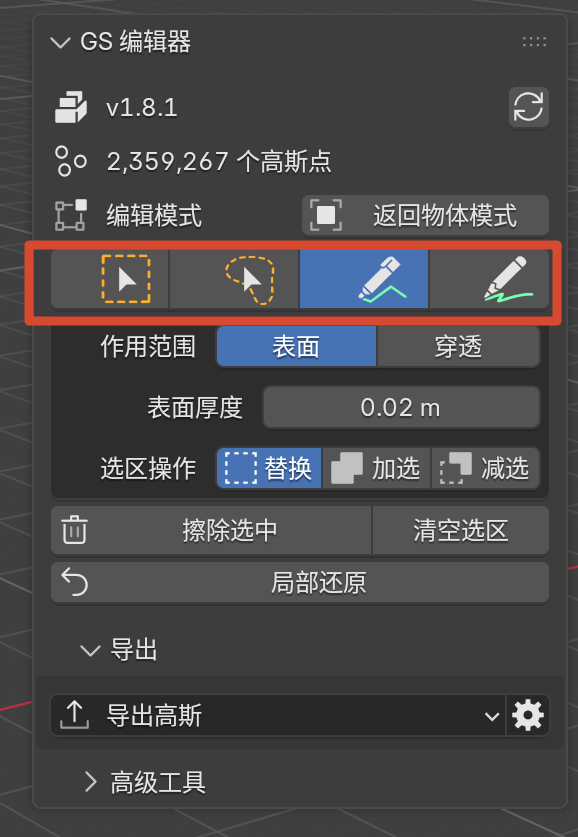 GS 编辑器
v1.8.1
2,359,267 个高斯点
编辑模式 返回物体模式
作用范围 表面 穿透
表面厚度 0.02 m
选区操作 替换 加选 减选
擦除选中 清空选区
局部还原
导出
导出高斯
高级工具